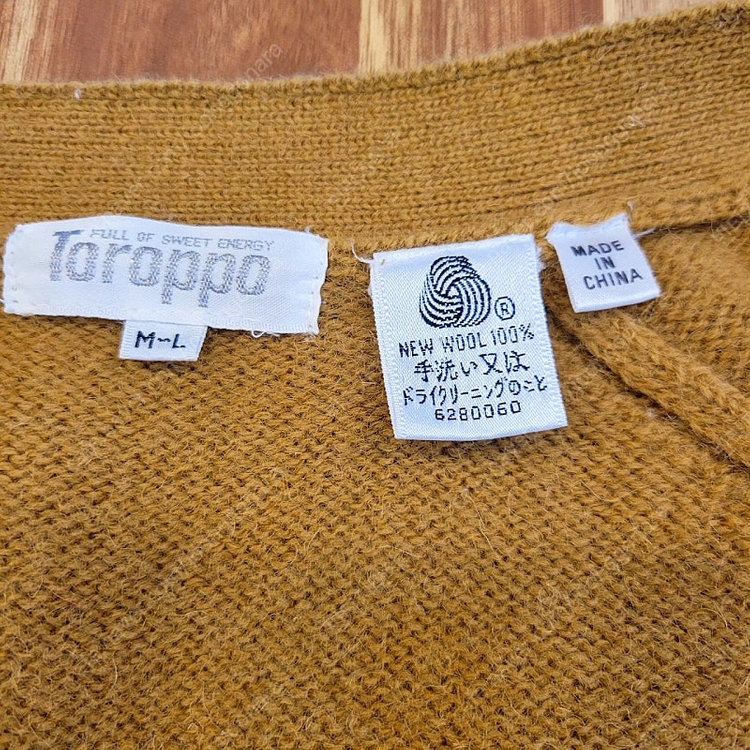 FULL OF SWEET ENERGY
Toroppo
M~L
®
NEW WOOL 100%
手洗い又は
ドライクリーニングのこと
6280060
MADE
IN
CHINA